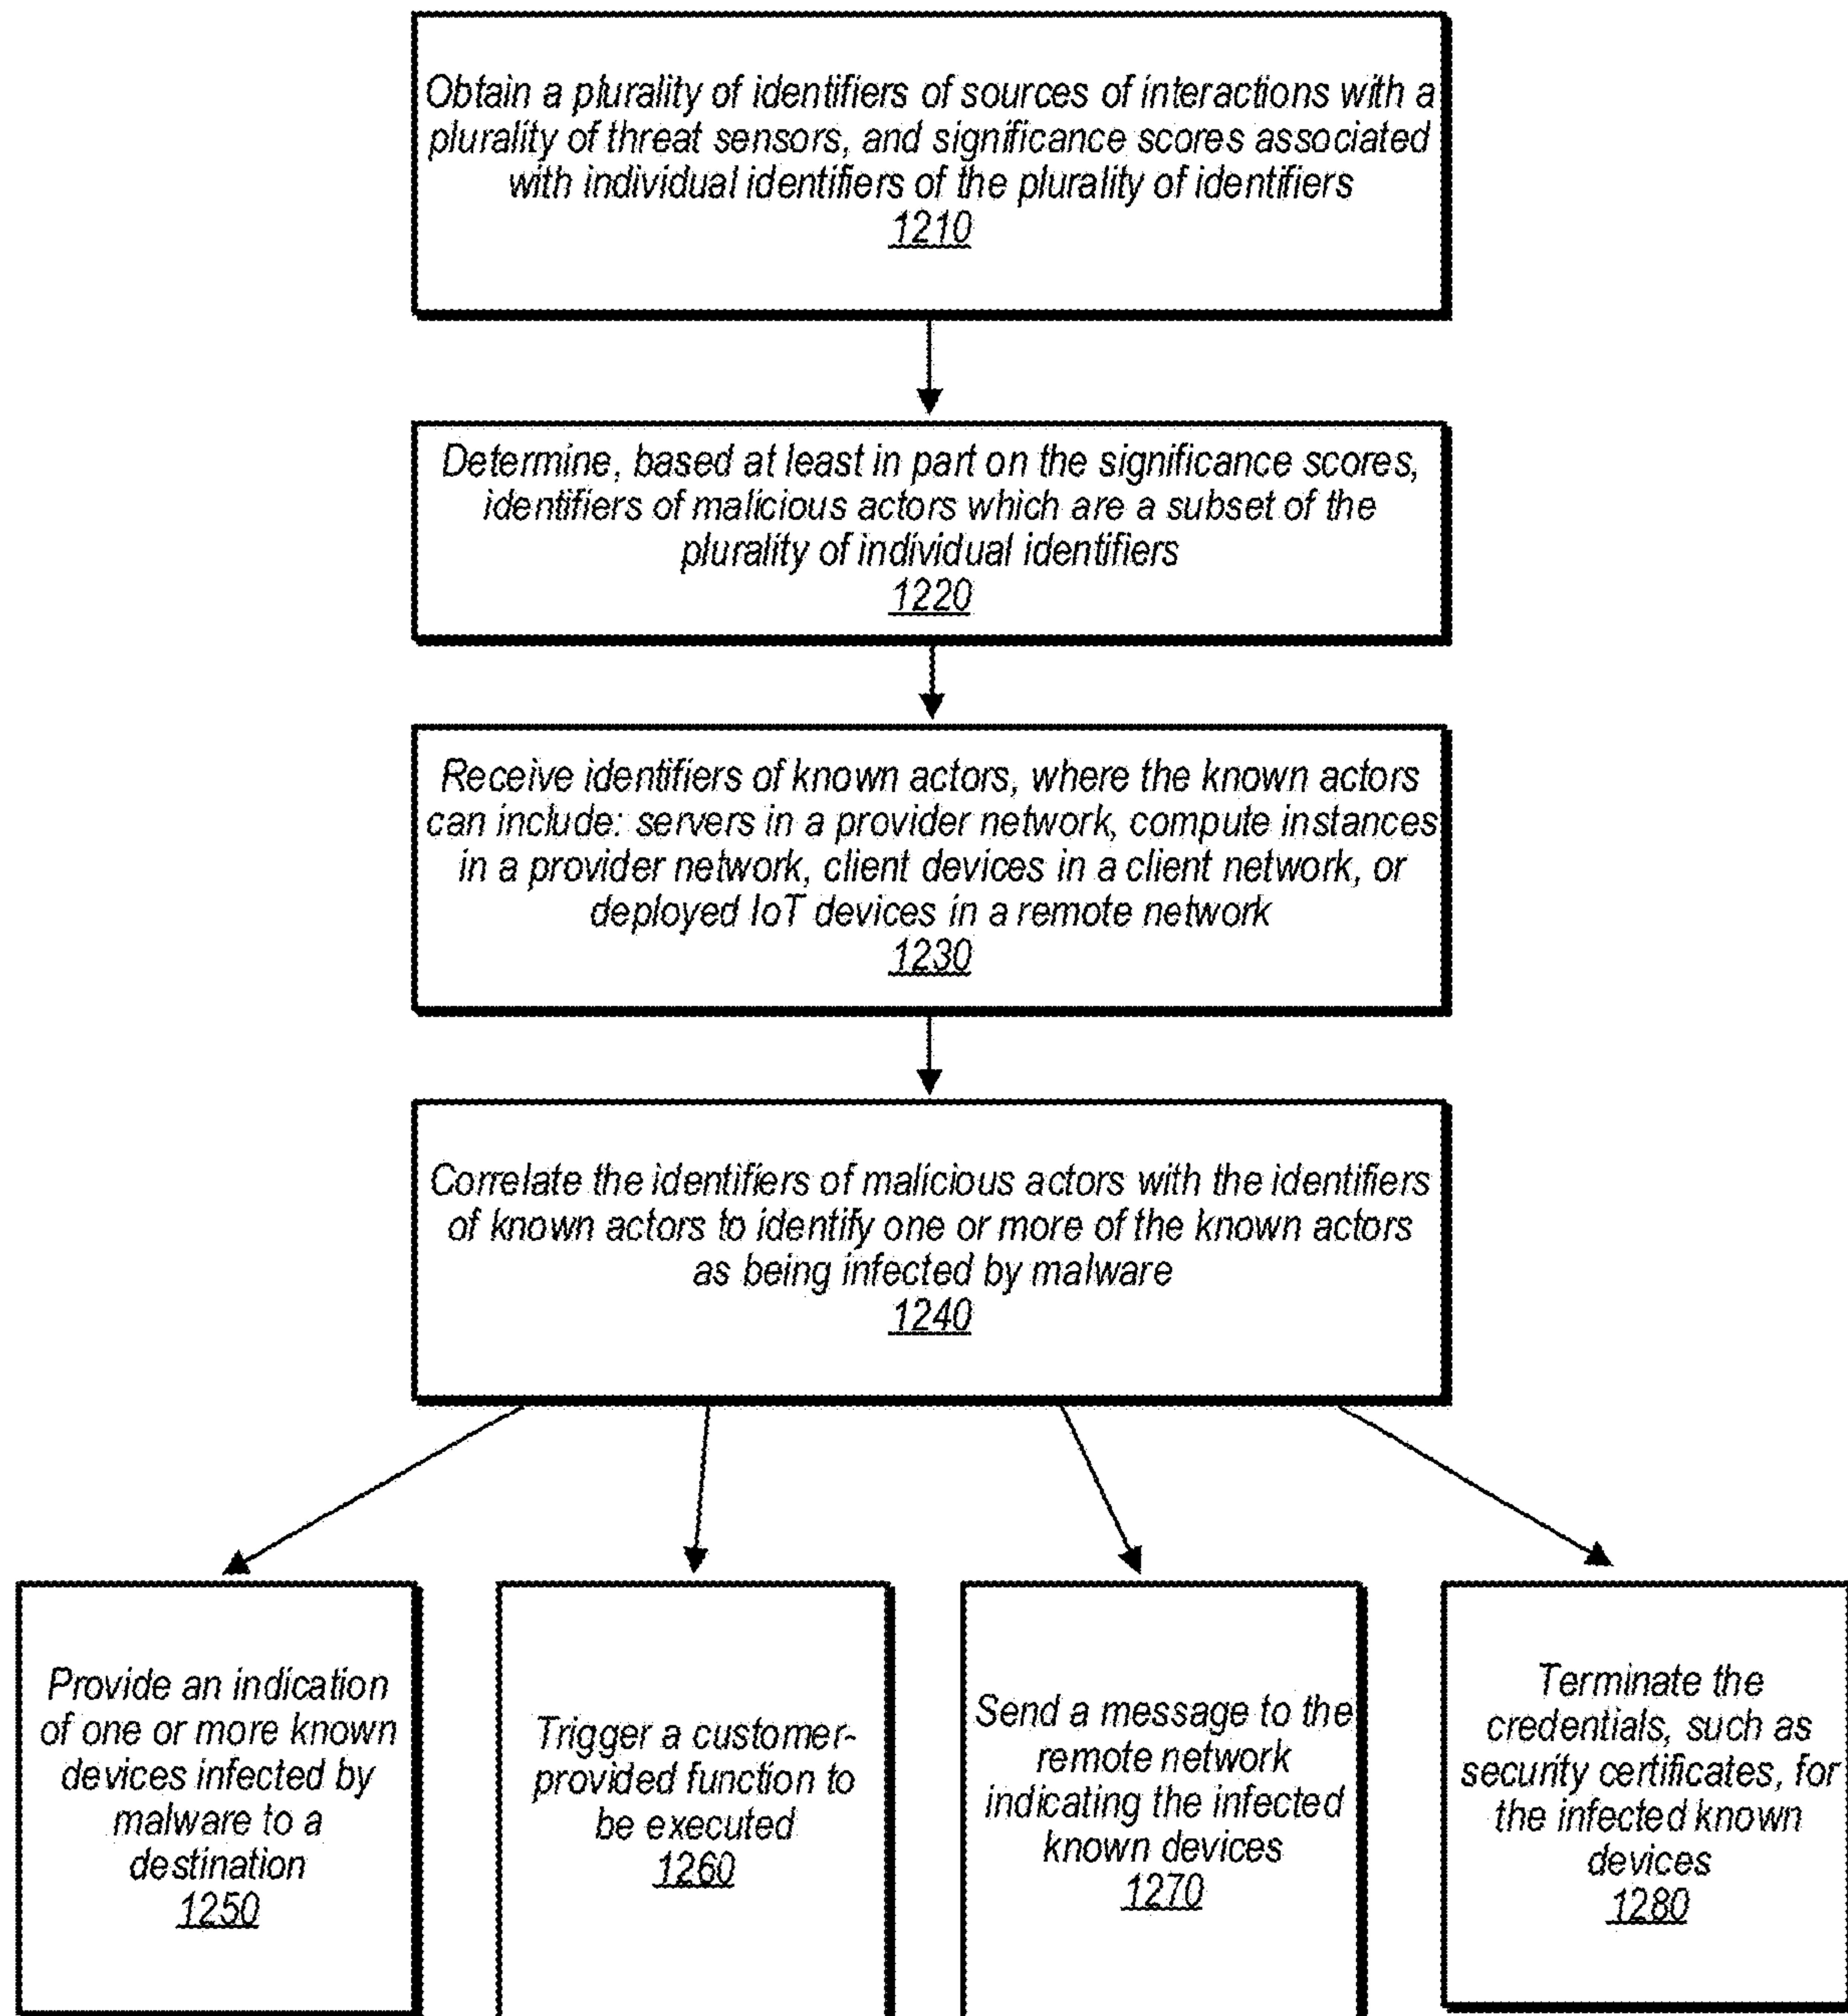 Obtain a plurality of identifiers of sources of interactions with a
plurality of threat sensors, and significance scores associated
with individual identifiers of the plurality of identifiers
1210
Determine, based at least in part on the significance scores,
identifiers of malicious actors which are a subset of the
plurality of individual identifiers
1220
Receive identifiers of known actors, where the known actors
can include: servers in a provider network, compute instances
in a provider network, client devices in a client network, or
deployed IoT devices in a remote network
1230
Correlate the identifiers of malicious actors with the identifiers
of known actors to identify one or more of the known actors
as being infected by malware
1240
Provide an indication
of one or more known
devices infected by
malware to a
destination
1250
Trigger a customer-
provided function to
be executed
1260
Send a message to the
remote network
indicating the infected
known devices
1270
Terminate the
credentials, such as
security certificates, for
the infected known
devices
1280